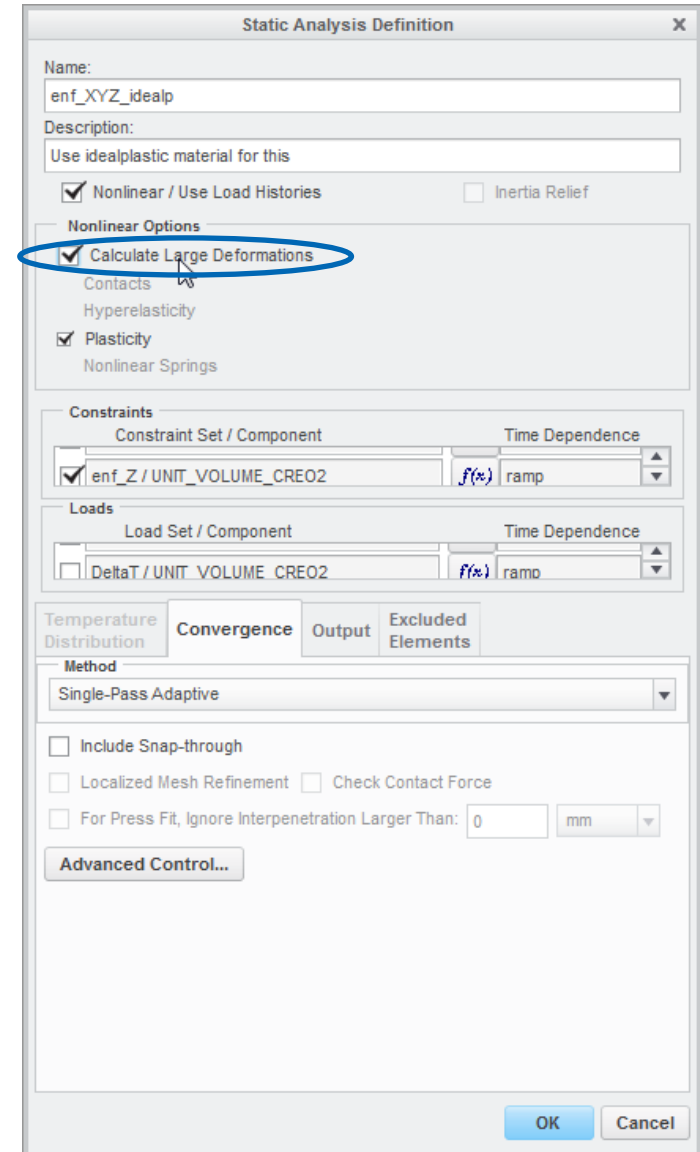 Static Analysis Definition X
Name:
enf_XYZ_idealp
Description:
Use idealplastic material for this
Nonlinear / Use Load Histories Inertia Relief
Nonlinear Options
Calculate Large Deformations
Contacts
Hyperelasticity
Plasticity
Nonlinear Springs
Constraints
Constraint Set / Component Time Dependence
enf_Z / UNIT_VOLUME_CREO2 f(x) ramp
Loads
Load Set / Component Time Dependence
DeltaT / UNIT_VOLUME_CREO2 f(x) ramp
Temperature Distribution Convergence Output Excluded Elements
Method
Single-Pass Adaptive
Include Snap-through
Localized Mesh Refinement Check Contact Force
For Press Fit, Ignore Interpenetration Larger Than: 0 mm
Advanced Control...
OK Cancel